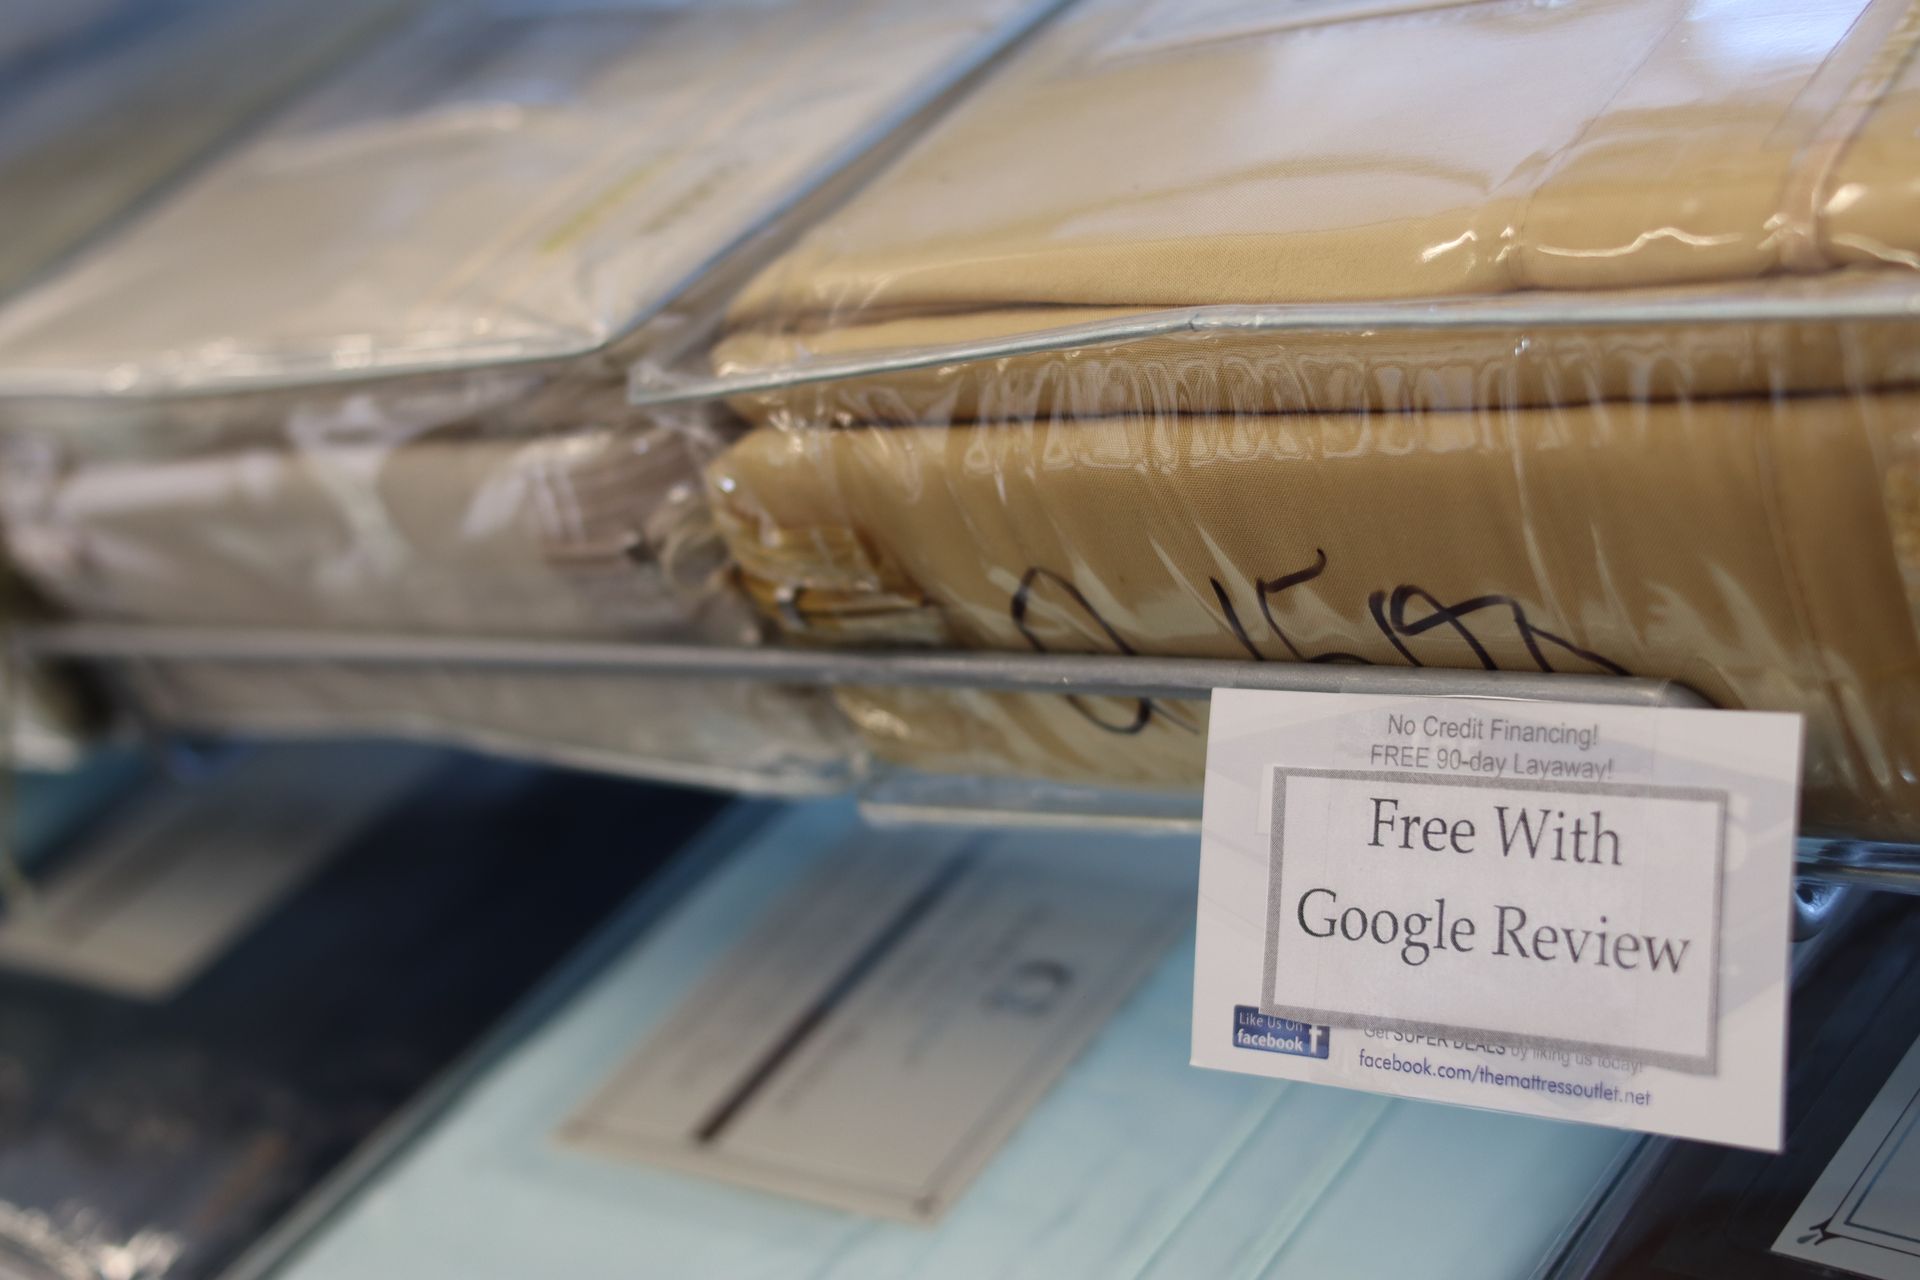 No Credit Financing!
FREE 90-day Layaway!
Free With
Google Review
Like Us On
facebook
Get SUPER DEALS by liking us today!
facebook.com/themattressoutlet.net